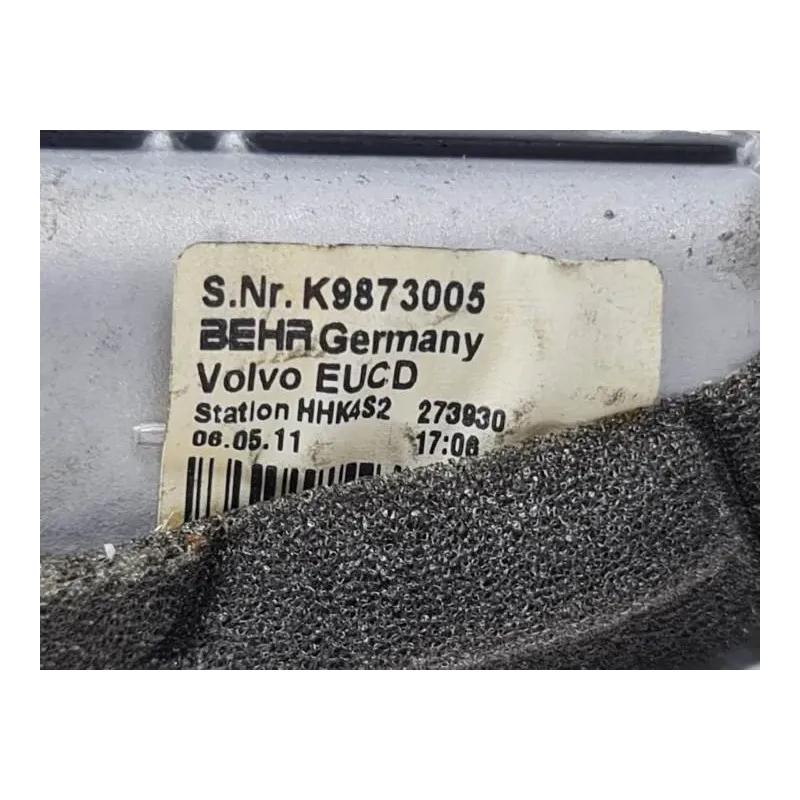 S.Nr. K9873005
BEHR Germany
Volvo EUCD
Station HHK4S2 273930
06.05.11 17:06